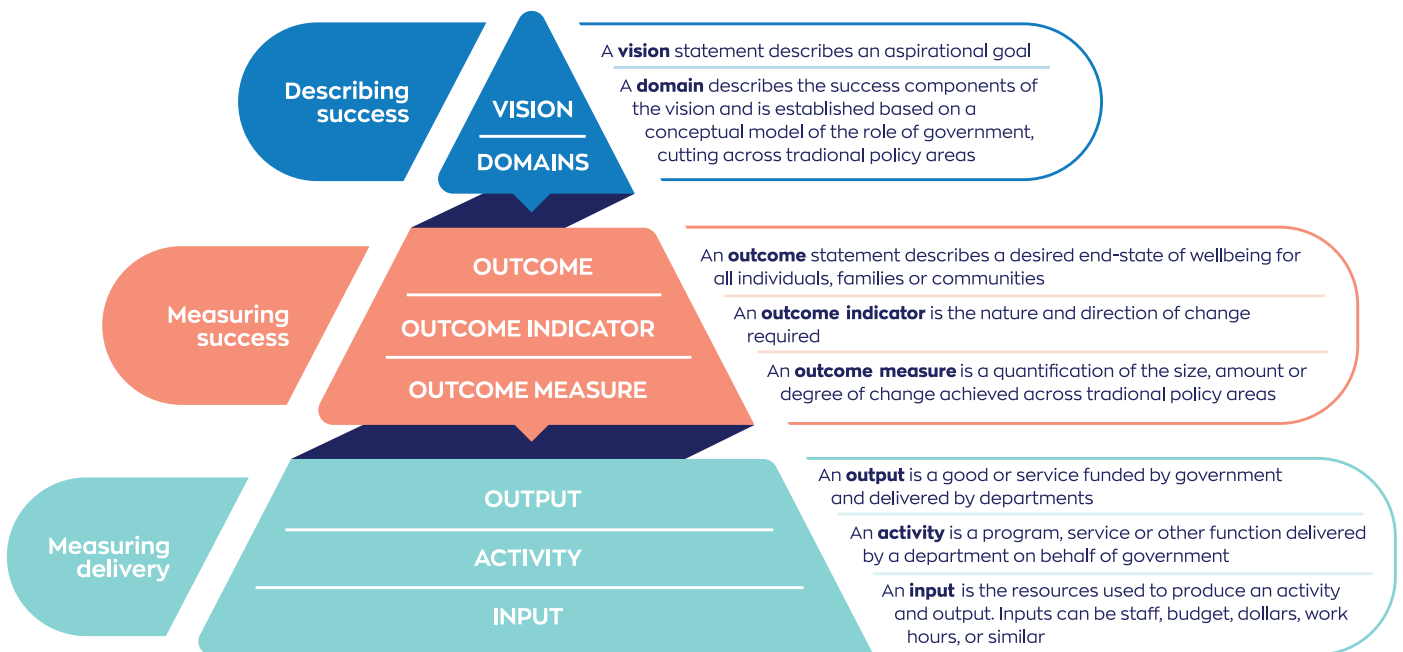 Describing
success
VISION
DOMAINS
A vision statement describes an aspirational goal
A domain describes the success components of
the vision and is established based on a
conceptual model of the role of government,
cutting across tradional policy areas
Measuring
success
OUTCOME
OUTCOME INDICATOR
OUTCOME MEASURE
An outcome statement describes a desired end-state of wellbeing for
all individuals, families or communities
An outcome indicator is the nature and direction of change
required
An outcome measure is a quantification of the size, amount or
degree of change achieved across tradional policy areas
Measuring
delivery
OUTPUT
ACTIVITY
INPUT
An output is a good or service funded by government
and delivered by departments
An activity is a program, service or other function delivered
by a department on behalf of government
An input is the resources used to produce an activity
and output. Inputs can be staff, budget, dollars, work
hours, or similar